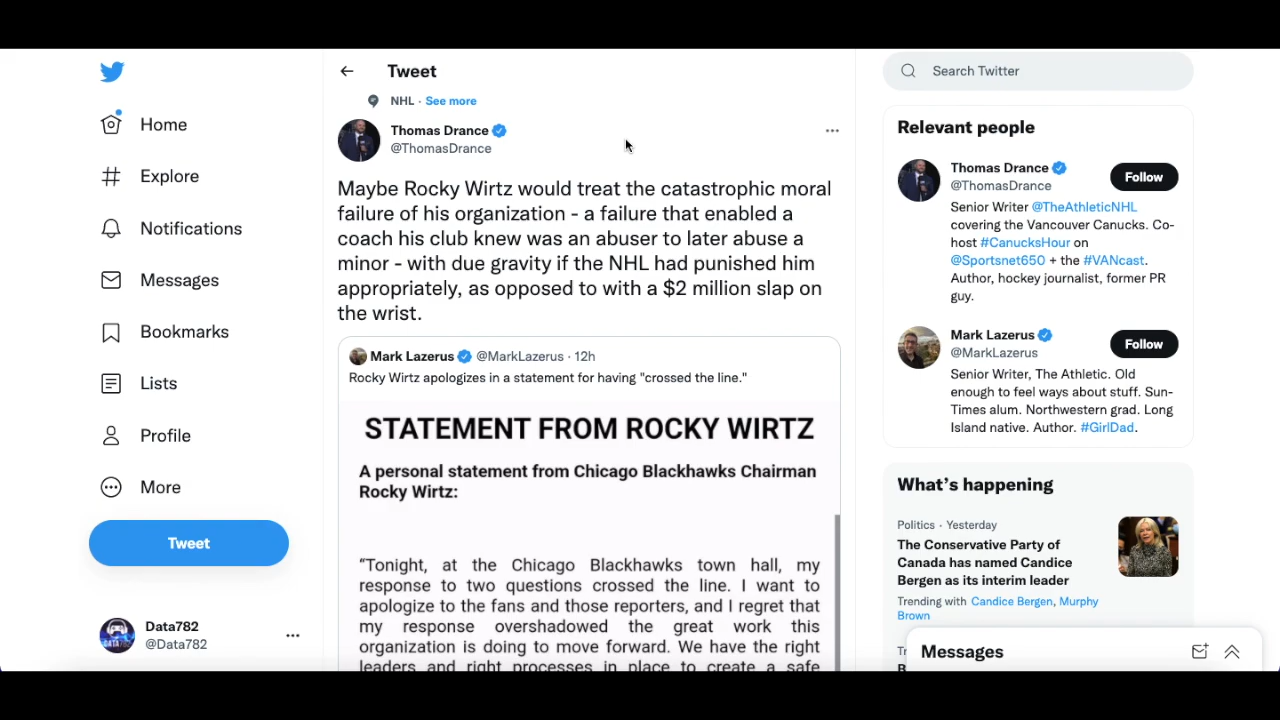 Home
Explore
Notifications
Messages
Bookmarks
Lists
Profile
More
Tweet
Data782
@Data782
Tweet
NHL · See more
Thomas Drance
@ThomasDrance
Maybe Rocky Wirtz would treat the catastrophic moral
failure of his organization - a failure that enabled a
coach his club knew was an abuser to later abuse a
minor - with due gravity if the NHL had punished him
appropriately, as opposed to with a $2 million slap on
the wrist.
Mark Lazerus @MarkLazerus · 12h
Rocky Wirtz apologizes in a statement for having "crossed the line."
STATEMENT FROM ROCKY WIRTZ
A personal statement from Chicago Blackhawks Chairman
Rocky Wirtz:
“Tonight, at the Chicago Blackhawks town hall, my
response to two questions crossed the line. I want to
apologize to the fans and those reporters, and I regret that
my response overshadowed the great work this
organization is doing to move forward. We have the right
leaders and right processes in place to create a safe
Search Twitter
Relevant people
Thomas Drance
@ThomasDrance
Follow
Senior Writer @TheAthleticNHL
covering the Vancouver Canucks. Co-
host #CanucksHour on
@Sportsnet650 + the #VANcast.
Author, hockey journalist, former PR
guy.
Mark Lazerus
@MarkLazerus
Follow
Senior Writer, The Athletic. Old
enough to feel ways about stuff. Sun-
Times alum. Northwestern grad. Long
Island native. Author. #GirlDad.
What’s happening
Politics · Yesterday
The Conservative Party of
Canada has named Candice
Bergen as its interim leader
Trending with Candice Bergen, Murphy
Brown
Messages